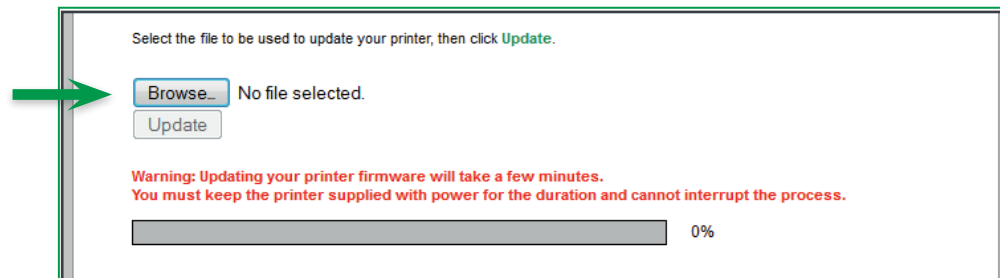 Select the file to be used to update your printer, then click Update.
Browse... No file selected.
Update
Warning: Updating your printer firmware will take a few minutes.
You must keep the printer supplied with power for the duration and cannot interrupt the process.
0%